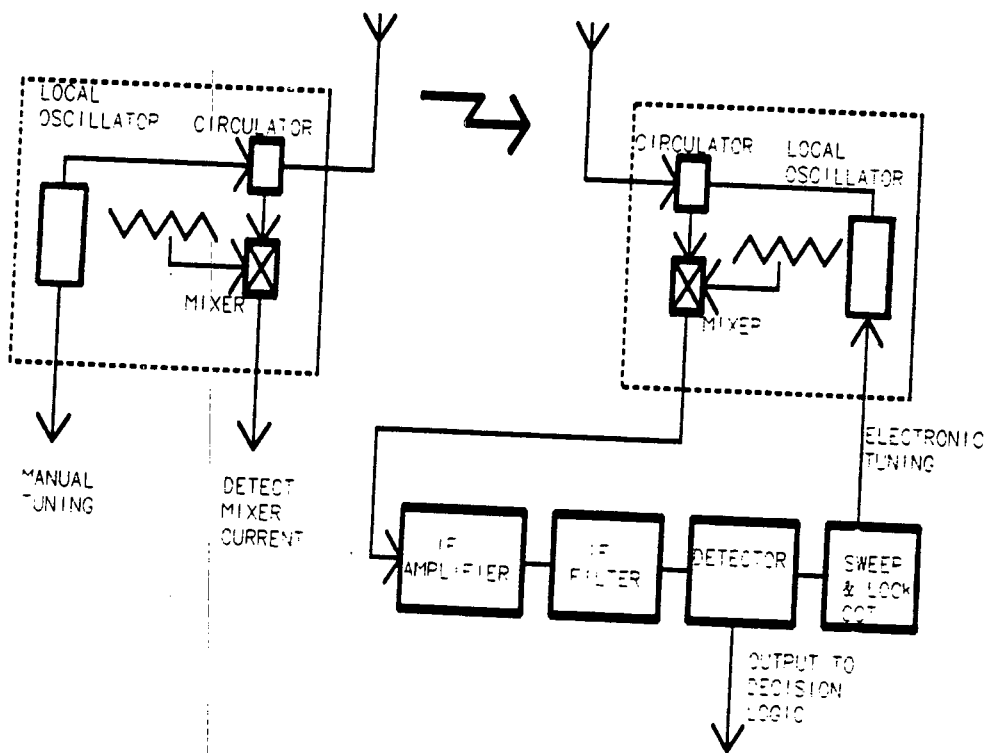 LOCAL
OSCILLATOR
CIRCULATOR
MIXER
MANUAL
TUNING
DETECT
MIXER
CURRENT
CIRCULATOR
LOCAL
OSCILLATOR
MIXER
ELECTRONIC
TUNING
IF
AMPLIFIER
IF
FILTER
DETECTOR
SWEEP
& LOCK
CCT
OUTPUT TO
DECISION
LOGIC